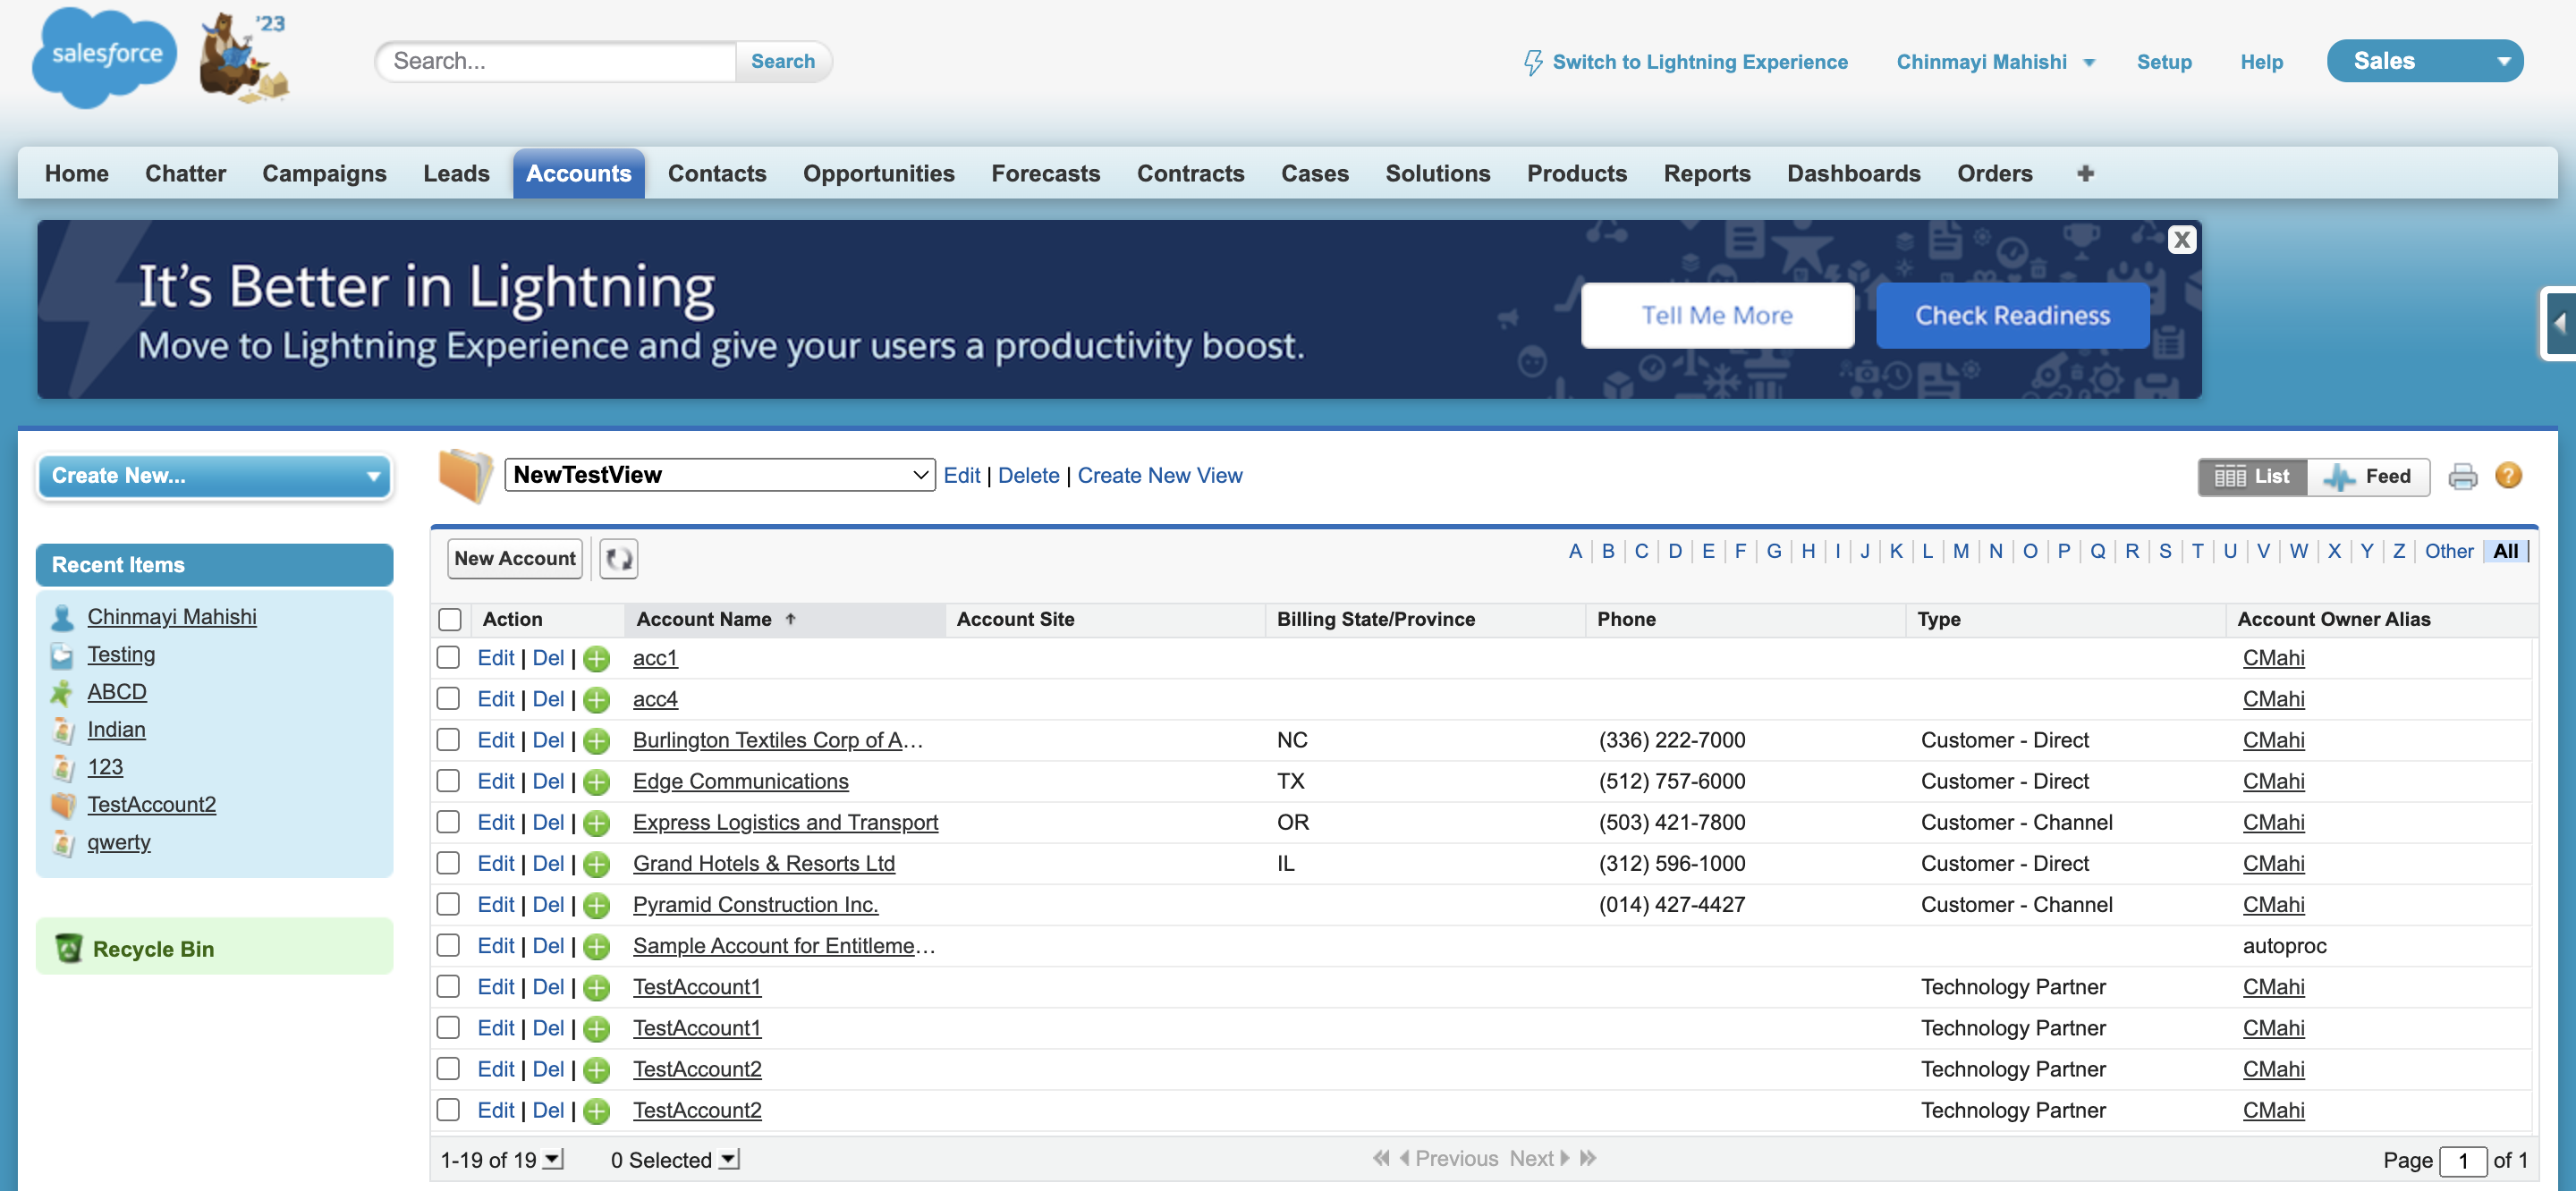 salesforce
'23
Search...
Search
Switch to Lightning Experience
Chinmayi Mahishi
Setup
Help
Sales
Home Chatter Campaigns Leads Accounts Contacts Opportunities Forecasts Contracts Cases Solutions Products Reports Dashboards Orders +
It's Better in Lightning
Move to Lightning Experience and give your users a productivity boost.
Tell Me More
Check Readiness
X
Create New...
NewTestView
Edit | Delete | Create New View
List
Feed
?
Recent Items
Chinmayi Mahishi
Testing
ABCD
Indian
123
TestAccount2
qwerty
Recycle Bin
New Account
A | B | C | D | E | F | G | H | I | J | K | L | M | N | O | P | Q | R | S | T | U | V | W | X | Y | Z | Other | All
Action Account Name ↑ Account Site Billing State/Province Phone Type Account Owner Alias
Edit | Del | acc1 CMahi
Edit | Del | acc4 CMahi
Edit | Del | Burlington Textiles Corp of A... NC (336) 222-7000 Customer - Direct CMahi
Edit | Del | Edge Communications TX (512) 757-6000 Customer - Direct CMahi
Edit | Del | Express Logistics and Transport OR (503) 421-7800 Customer - Channel CMahi
Edit | Del | Grand Hotels & Resorts Ltd IL (312) 596-1000 Customer - Direct CMahi
Edit | Del | Pyramid Construction Inc. (014) 427-4427 Customer - Channel CMahi
Edit | Del | Sample Account for Entitleme... autoproc
Edit | Del | TestAccount1 Technology Partner CMahi
Edit | Del | TestAccount1 Technology Partner CMahi
Edit | Del | TestAccount2 Technology Partner CMahi
Edit | Del | TestAccount2 Technology Partner CMahi
1-19 of 19 0 Selected Previous Next Page 1 of 1